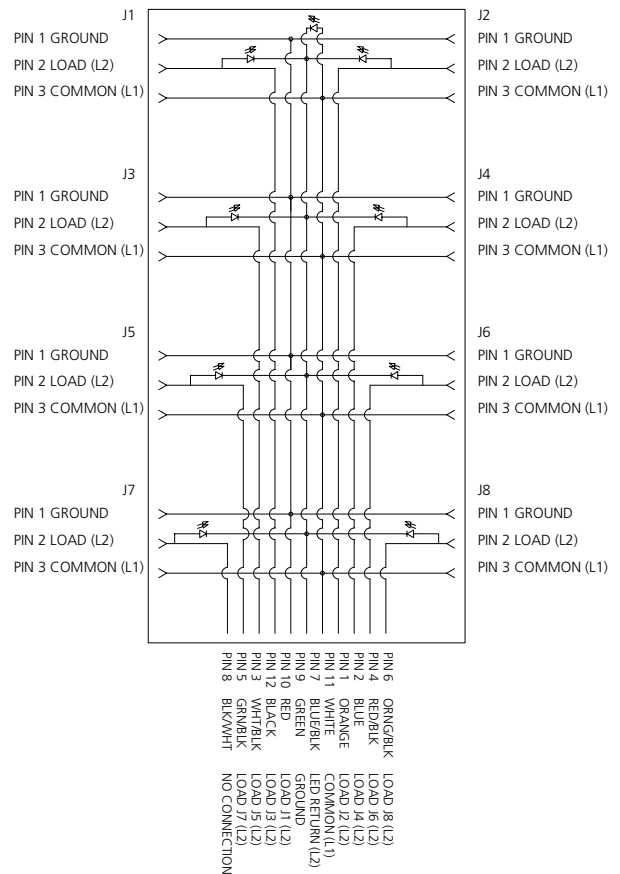 J1
J2
PIN 1 GROUND
PIN 1 GROUND
PIN 2 LOAD (L2)
PIN 2 LOAD (L2)
PIN 3 COMMON (L1)
PIN 3 COMMON (L1)
J3
J4
PIN 1 GROUND
PIN 1 GROUND
PIN 2 LOAD (L2)
PIN 2 LOAD (L2)
PIN 3 COMMON (L1)
PIN 3 COMMON (L1)
J5
J6
PIN 1 GROUND
PIN 1 GROUND
PIN 2 LOAD (L2)
PIN 2 LOAD (L2)
PIN 3 COMMON (L1)
PIN 3 COMMON (L1)
J7
J8
PIN 1 GROUND
PIN 1 GROUND
PIN 2 LOAD (L2)
PIN 2 LOAD (L2)
PIN 3 COMMON (L1)
PIN 3 COMMON (L1)
PIN 6 ORNG/BLK LOAD J8 (L2)
PIN 4 RED/BLK LOAD J6 (L2)
PIN 2 BLUE LOAD J4 (L2)
PIN 1 ORANGE LOAD J2 (L2)
PIN 11 WHITE COMMON (L1)
PIN 7 BLUE/BLK LED RETURN (L2)
PIN 9 GREEN GROUND
PIN 10 RED LOAD J1 (L2)
PIN 12 BLACK LOAD J3 (L2)
PIN 3 WHT/BLK LOAD J5 (L2)
PIN 5 GRN/BLK LOAD J7 (L2)
PIN 8 BLK/WHT NO CONNECTION